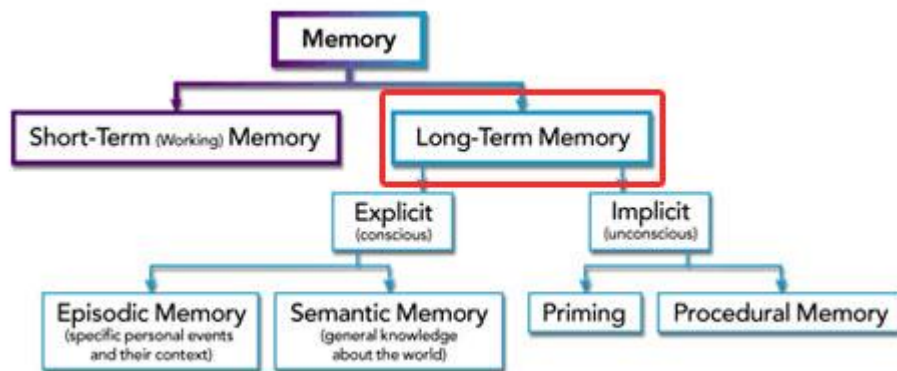 Memory
Short-Term (Working) Memory
Long-Term Memory
Explicit
(conscious)
Implicit
(unconscious)
Episodic Memory
(specific personal events
and their context)
Semantic Memory
(general knowledge
about the world)
Priming
Procedural Memory